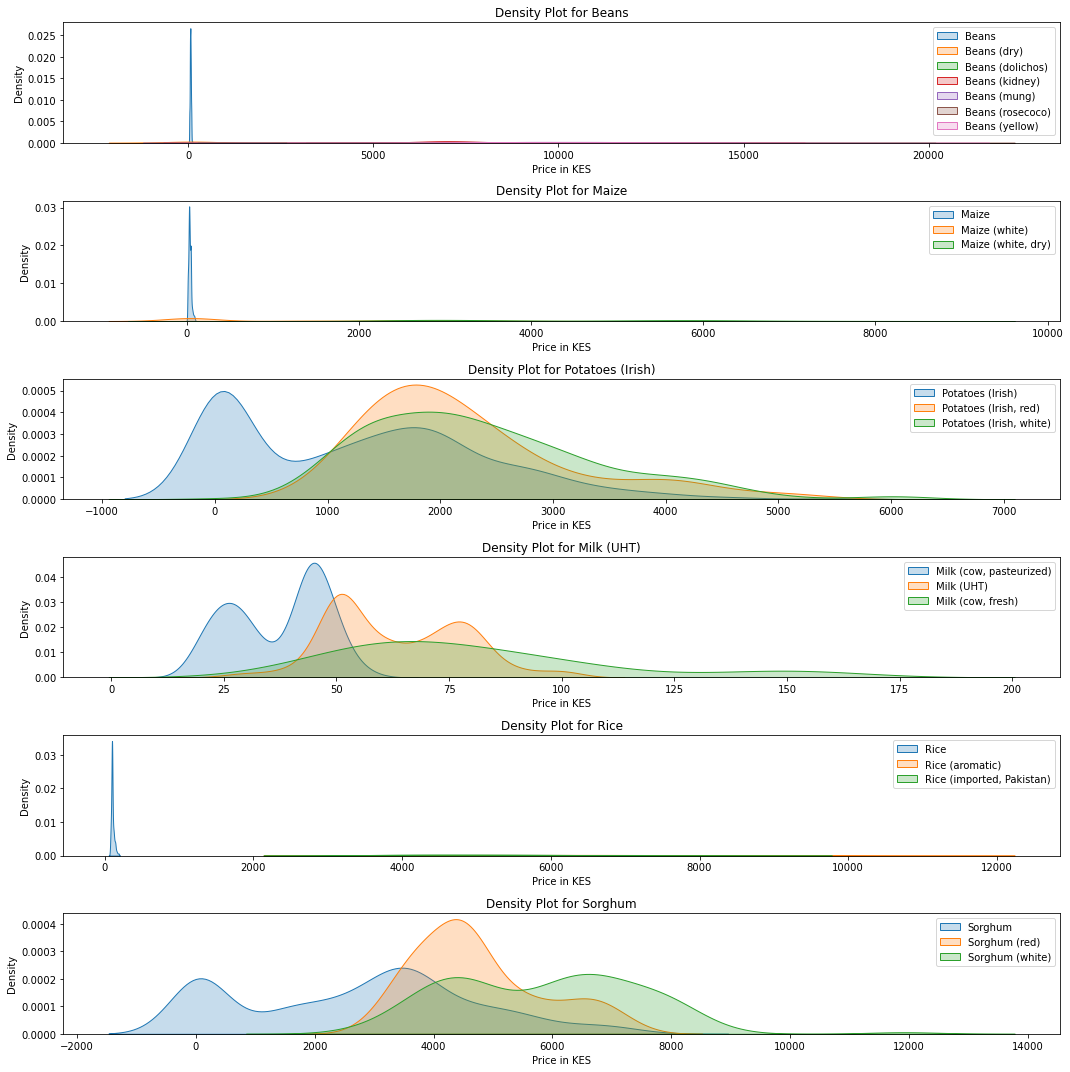 Density Plot for Beans
Density
0.025
0.020
0.015
0.010
0.005
0.000
Beans
Beans (dry)
Beans (dolichos)
Beans (kidney)
Beans (mung)
Beans (rosecoco)
Beans (yellow)
0 5000 10000 15000 20000
Price in KES
Density Plot for Maize
Density
0.03
0.02
0.01
0.00
Maize
Maize (white)
Maize (white, dry)
0 2000 4000 6000 8000 10000
Price in KES
Density Plot for Potatoes (Irish)
Density
0.0005
0.0004
0.0003
0.0002
0.0001
0.0000
Potatoes (Irish)
Potatoes (Irish, red)
Potatoes (Irish, white)
−1000 0 1000 2000 3000 4000 5000 6000 7000
Price in KES
Density Plot for Milk (UHT)
Density
0.04
0.03
0.02
0.01
0.00
Milk (cow, pasteurized)
Milk (UHT)
Milk (cow, fresh)
0 25 50 75 100 125 150 175 200
Price in KES
Density Plot for Rice
Density
0.03
0.02
0.01
0.00
Rice
Rice (aromatic)
Rice (imported, Pakistan)
0 2000 4000 6000 8000 10000 12000
Price in KES
Density Plot for Sorghum
Density
0.0004
0.0003
0.0002
0.0001
0.0000
Sorghum
Sorghum (red)
Sorghum (white)
−2000 0 2000 4000 6000 8000 10000 12000 14000
Price in KES